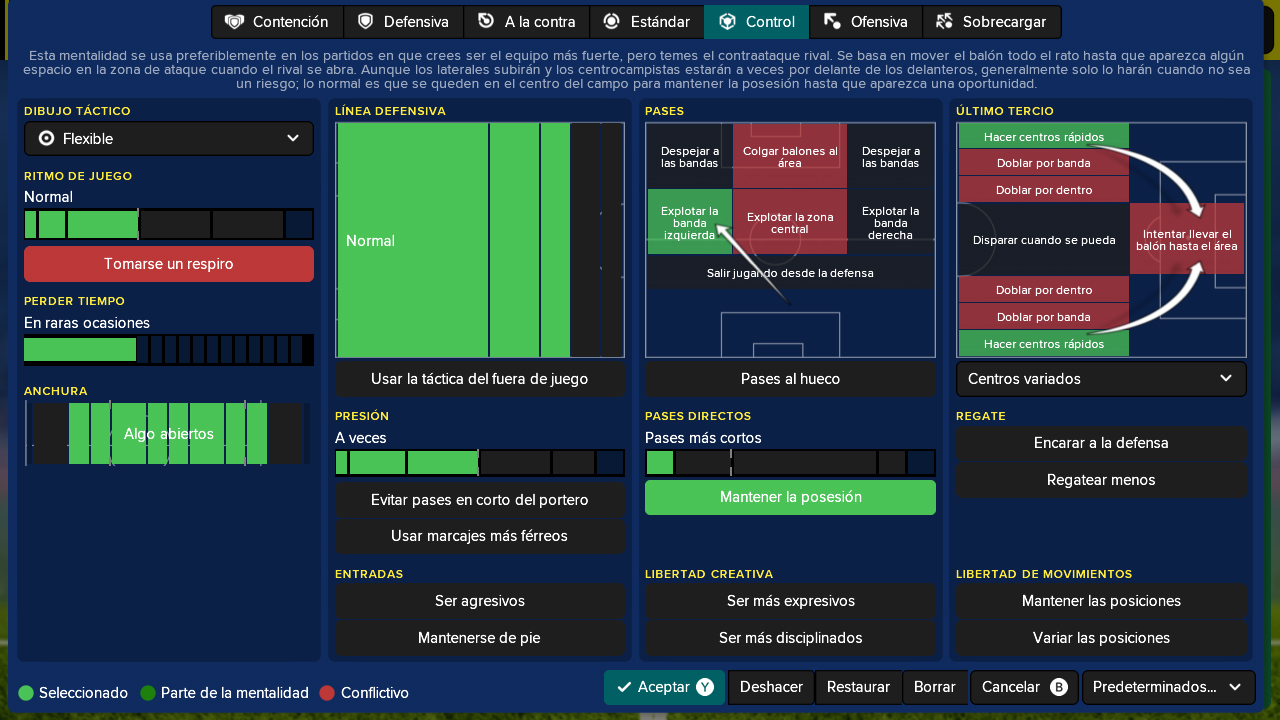 Contención
Defensiva
A la contra
Estándar
Control
Ofensiva
Sobrecargar
Esta mentalidad se usa preferiblemente en los partidos en que crees ser el equipo más fuerte, pero temes el contraataque rival. Se basa en mover el balón todo el rato hasta que aparezca algún
espacio en la zona de ataque cuando el rival se abra. Aunque los laterales subirán y los centrocampistas estarán a veces por delante de los delanteros, generalmente solo lo harán cuando no sea
un riesgo; lo normal es que se queden en el centro del campo para mantener la posesión hasta que aparezca una oportunidad.
DIBUJO TÁCTICO
Flexible
RITMO DE JUEGO
Normal
Tomarse un respiro
PERDER TIEMPO
En raras ocasiones
ANCHURA
Algo abiertos
LÍNEA DEFENSIVA
Normal
Usar la táctica del fuera de juego
PRESIÓN
A veces
Evitar pases en corto del portero
Usar marcajes más férreos
ENTRADAS
Ser agresivos
Mantenerse de pie
PASES
Despejar a
las bandas
Colgar balones al
área
Despejar a
las bandas
Explotar la
banda
izquierda
Explotar la zona
central
Explotar la
banda
derecha
Salir jugando desde la defensa
Pases al hueco
PASES DIRECTOS
Pases más cortos
Mantener la posesión
LIBERTAD CREATIVA
Ser más expresivos
Ser más disciplinados
ÚLTIMO TERCIO
Hacer centros rápidos
Doblar por banda
Doblar por dentro
Disparar cuando se pueda
Intentar llevar el
balón hasta el área
Doblar por dentro
Doblar por banda
Hacer centros rápidos
Centros variados
REGATE
Encarar a la defensa
Regatear menos
LIBERTAD DE MOVIMIENTOS
Mantener las posiciones
Variar las posiciones
Seleccionado
Parte de la mentalidad
Conflictivo
Aceptar Y
Deshacer
Restaurar
Borrar
Cancelar B
Predeterminados...